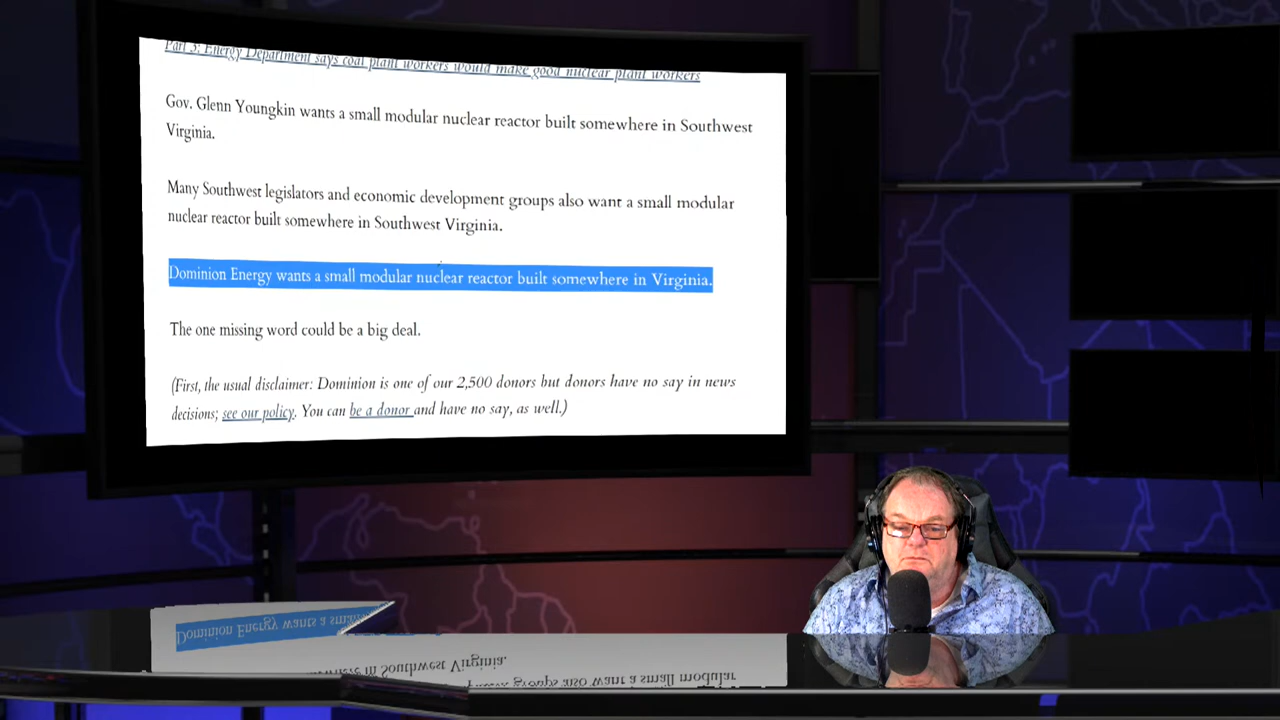 Part 3: Energy Department says coal plant workers would make good nuclear plant workers
Gov. Glenn Youngkin wants a small modular nuclear reactor built somewhere in Southwest
Virginia.
Many Southwest legislators and economic development groups also want a small modular
nuclear reactor built somewhere in Southwest Virginia.
Dominion Energy wants a small modular nuclear reactor built somewhere in Virginia.
The one missing word could be a big deal.
(First, the usual disclaimer: Dominion is one of our 2,500 donors but donors have no say in news
decisions; see our policy. You can be a donor and have no say, as well.)